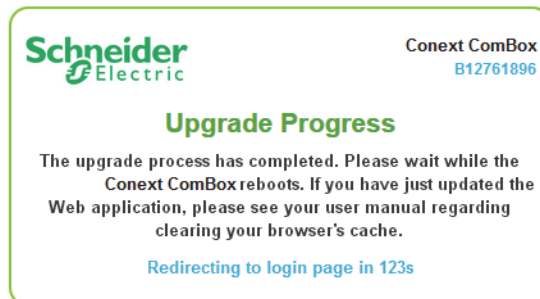 Schneider
Electric
Conext ComBox
B12761896
Upgrade Progress
The upgrade process has completed. Please wait while the
Conext ComBox reboots. If you have just updated the
Web application, please see your user manual regarding
clearing your browser's cache.
Redirecting to login page in 123s